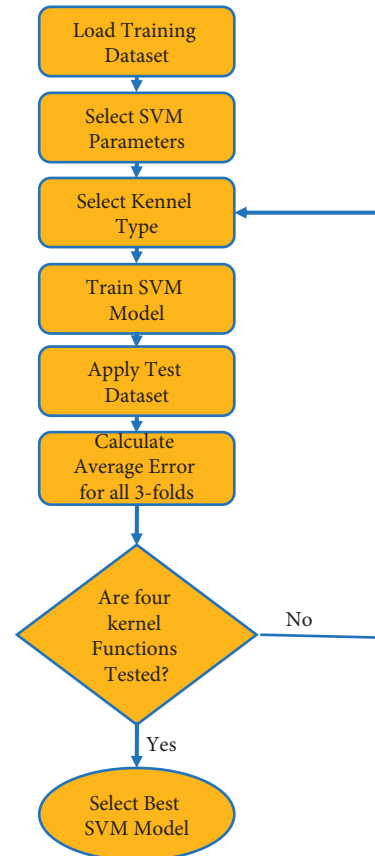 Load Training
Dataset
Select SVM
Parameters
Select Kennel
Type
Train SVM
Model
Apply Test
Dataset
Calculate
Average Error
for all 3-folds
Are four
kernel
Functions
Tested?
No
Yes
Select Best
SVM Model